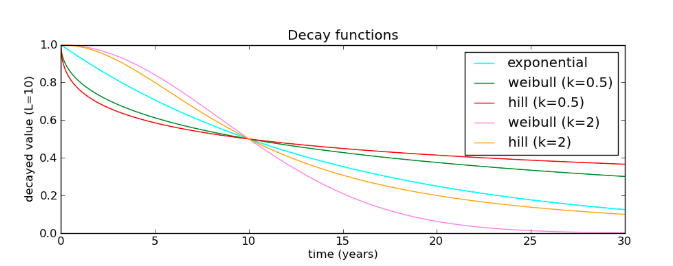 Decay functions
1.0
0.8
0.6
0.4
0.2
0.0
decayed value (L=10)
exponential
weibull (k=0.5)
hill (k=0.5)
weibull (k=2)
hill (k=2)
0 5 10 15 20 25 30
time (years)